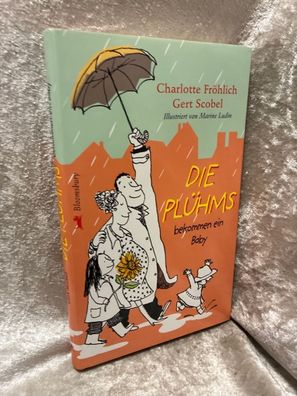 Charlotte Fröhlich
Gert Scobel
Illustriert von Marine Ludin
DIE
PLÜHMS
bekommen ein
Baby
Bloomsbury